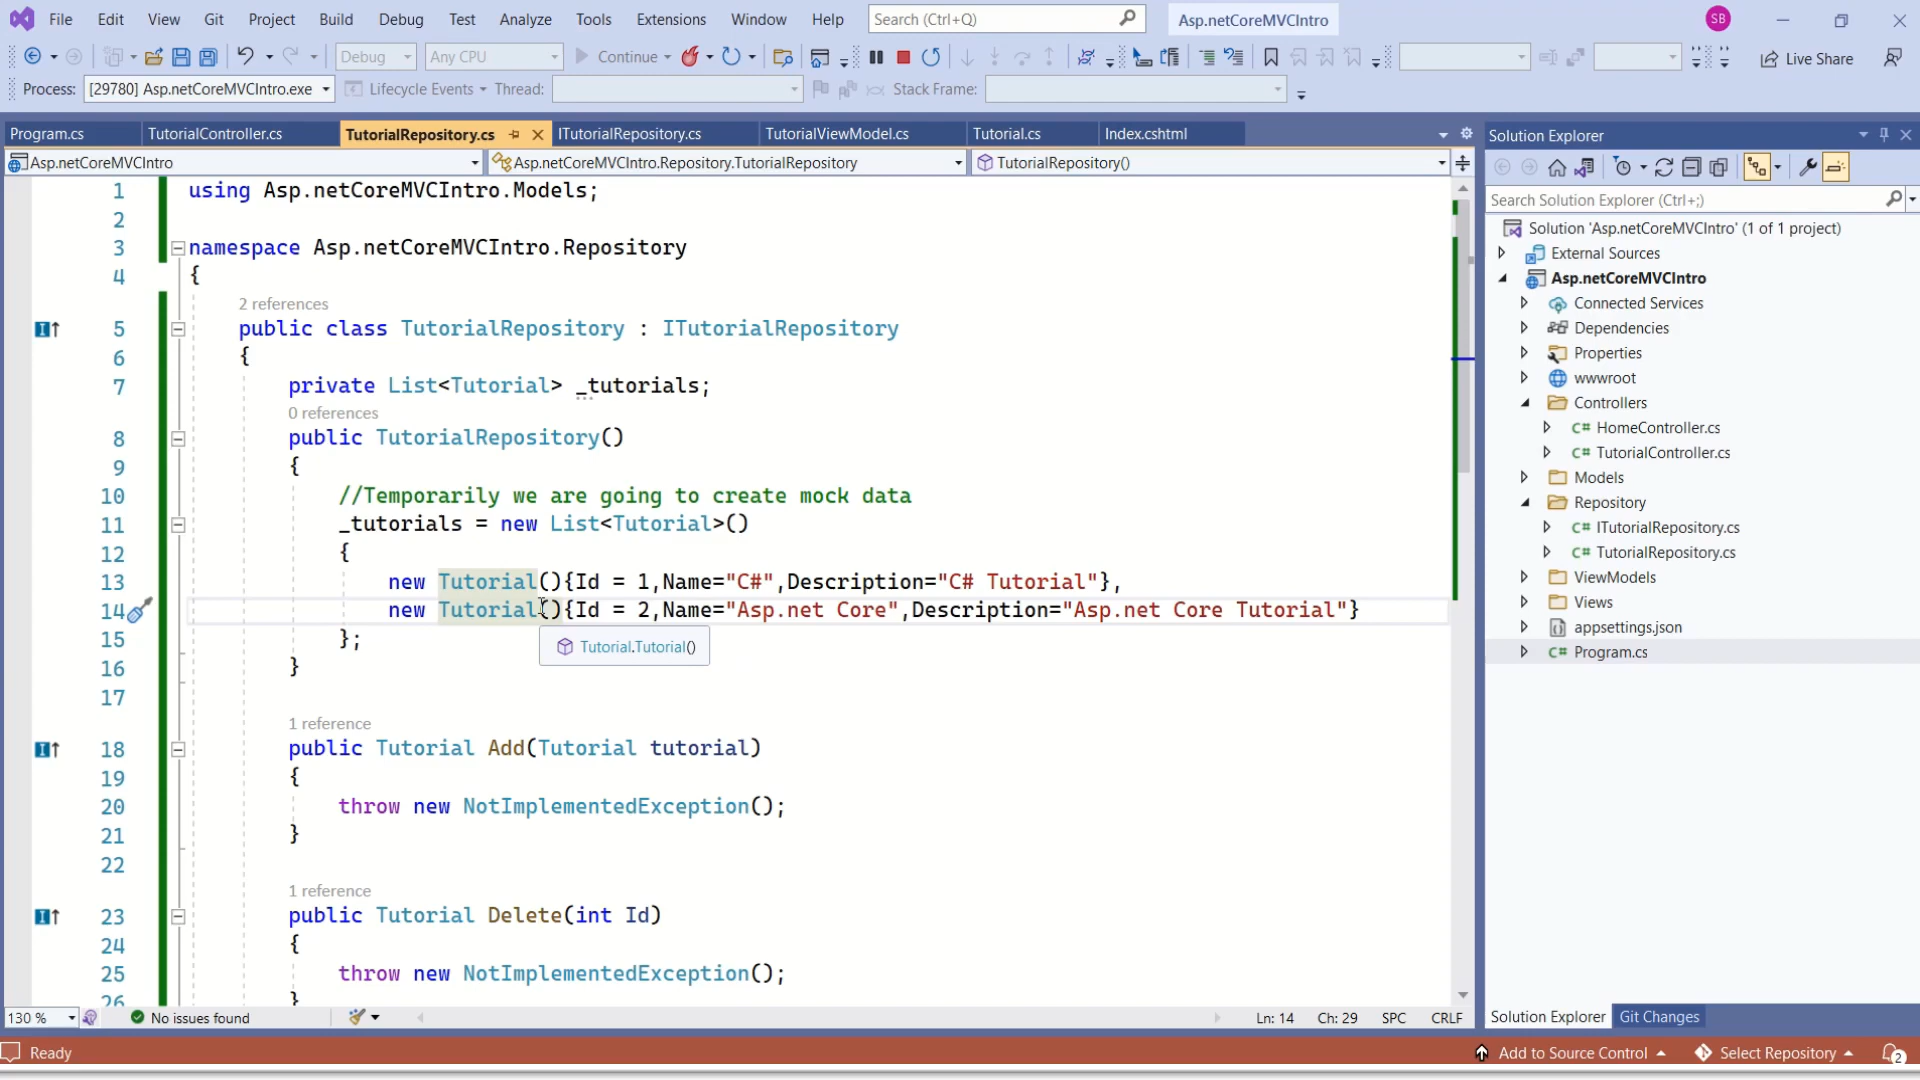 File Edit View Git Project Build Debug Test Analyze Tools Extensions Window Help Search (Ctrl+Q) Asp.netCoreMVCIntro SB
Debug Any CPU Continue Live Share
Process: [29780] Asp.netCoreMVCIntro.exe Lifecycle Events Thread: Stack Frame:
Program.cs TutorialController.cs TutorialRepository.cs ITutorialRepository.cs TutorialViewModel.cs Tutorial.cs Index.cshtml
Asp.netCoreMVCIntro Asp.netCoreMVCIntro.Repository.TutorialRepository TutorialRepository()
1 using Asp.netCoreMVCIntro.Models;
2
3 namespace Asp.netCoreMVCIntro.Repository
4 {
2 references
5 public class TutorialRepository : ITutorialRepository
6 {
7 private List<Tutorial> _tutorials;
0 references
8 public TutorialRepository()
9 {
10 //Temporarily we are going to create mock data
11 _tutorials = new List<Tutorial>()
12 {
13 new Tutorial(){Id = 1,Name="C#",Description="C# Tutorial"},
14 new Tutorial(){Id = 2,Name="Asp.net Core",Description="Asp.net Core Tutorial"}
15 };
Tutorial.Tutorial()
16 }
17
1 reference
18 public Tutorial Add(Tutorial tutorial)
19 {
20 throw new NotImplementedException();
21 }
22
1 reference
23 public Tutorial Delete(int Id)
24 {
25 throw new NotImplementedException();
26 }
130 % No issues found Ln: 14 Ch: 29 SPC CRLF
Solution Explorer
Search Solution Explorer (Ctrl+;)
Solution 'Asp.netCoreMVCIntro' (1 of 1 project)
External Sources
Asp.netCoreMVCIntro
Connected Services
Dependencies
Properties
wwwroot
Controllers
C# HomeController.cs
C# TutorialController.cs
Models
Repository
C# ITutorialRepository.cs
C# TutorialRepository.cs
ViewModels
Views
appsettings.json
C# Program.cs
Solution Explorer Git Changes
Ready Add to Source Control Select Repository 2